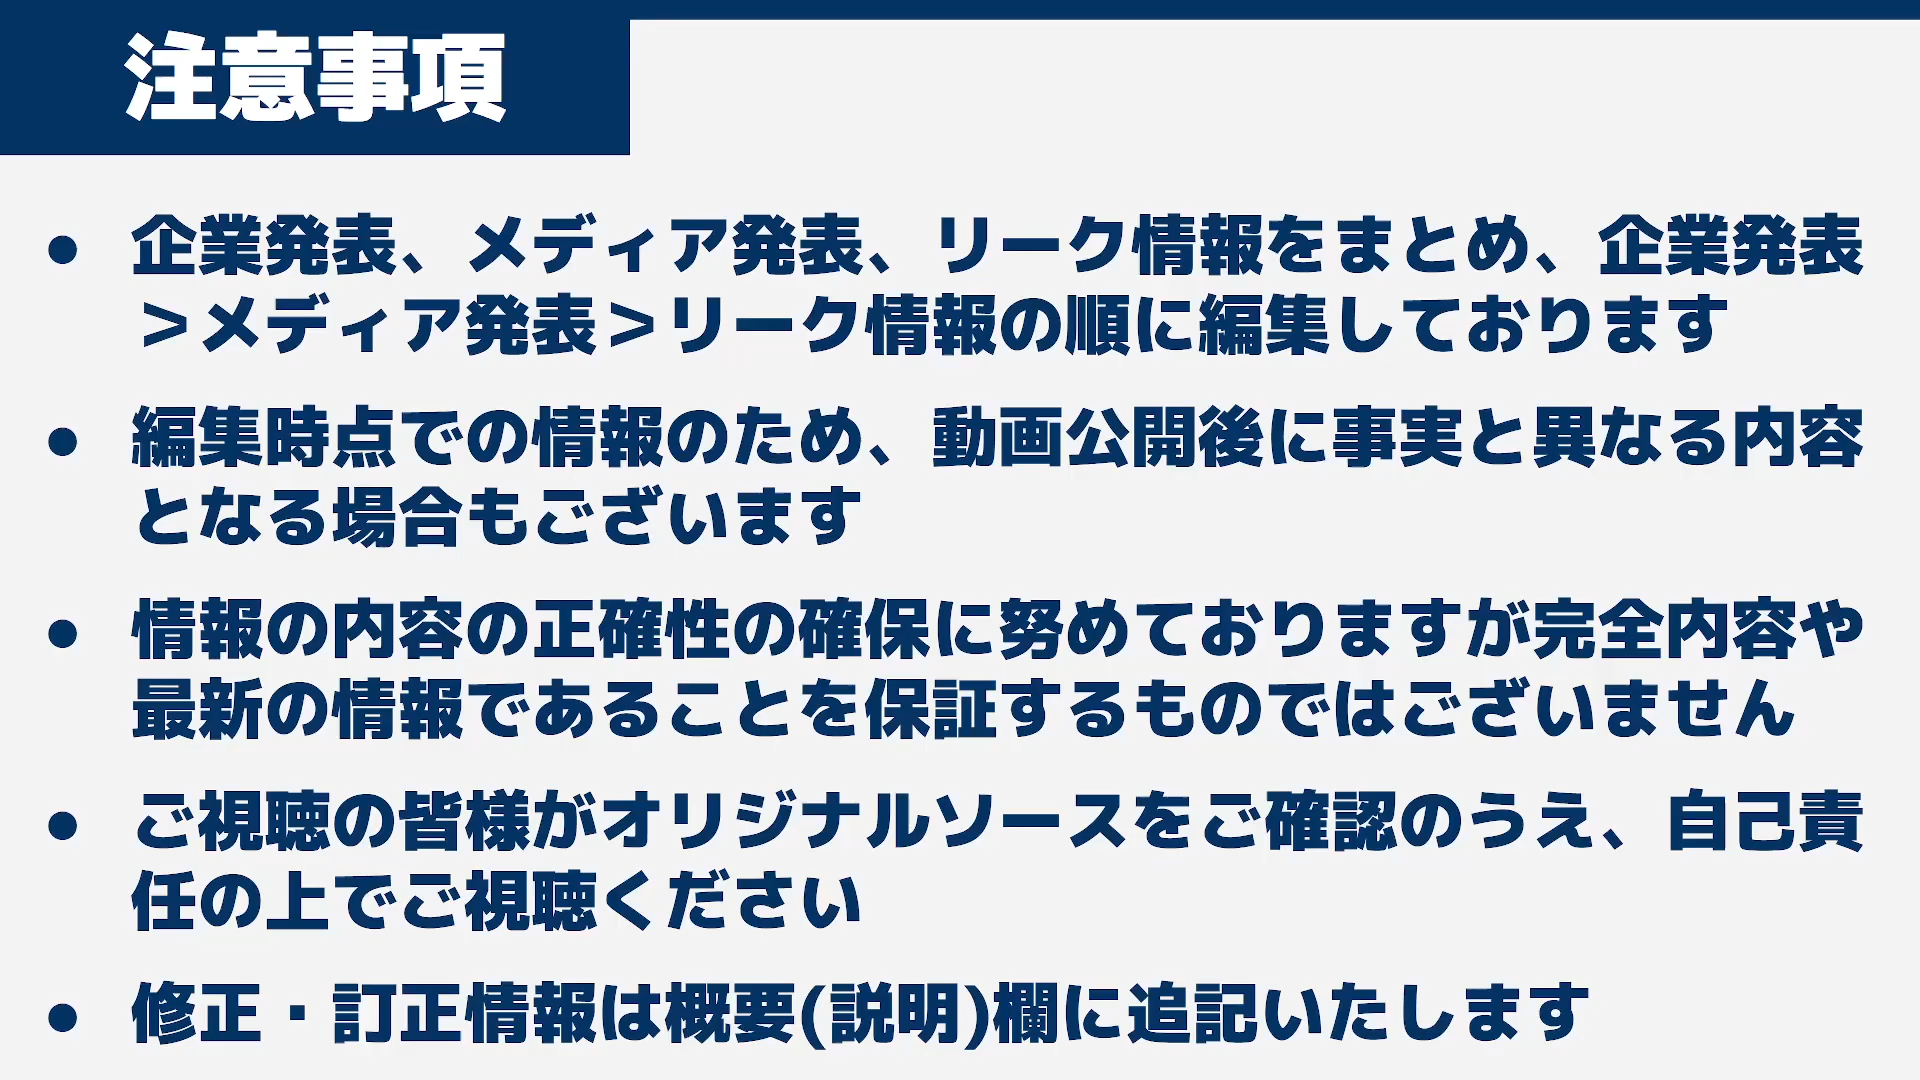 注意事項
● 企業発表、メディア発表、リーク情報をまとめ、企業発表
＞メディア発表＞リーク情報の順に編集しております
● 編集時点での情報のため、動画公開後に事実と異なる内容
となる場合もございます
● 情報の内容の正確性の確保に努めておりますが完全内容や
最新の情報であることを保証するものではございません
● ご視聴の皆様がオリジナルソースをご確認のうえ、自己責
任の上でご視聴ください
● 修正・訂正情報は概要(説明)欄に追記いたします